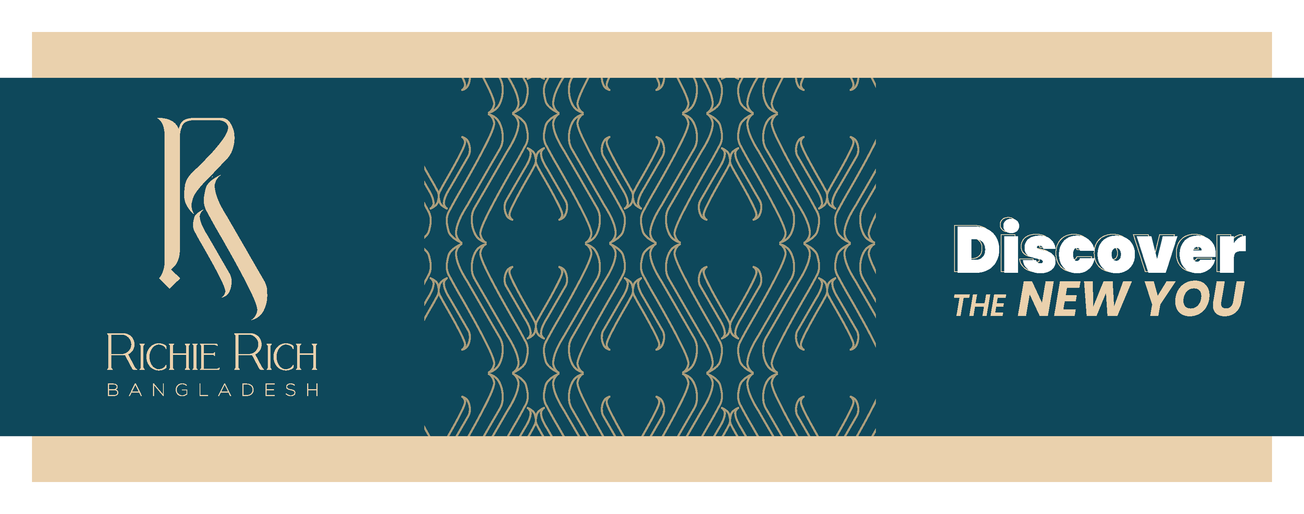 RICHIE RICH
BANGLADESH
Discover
THE NEW YOU